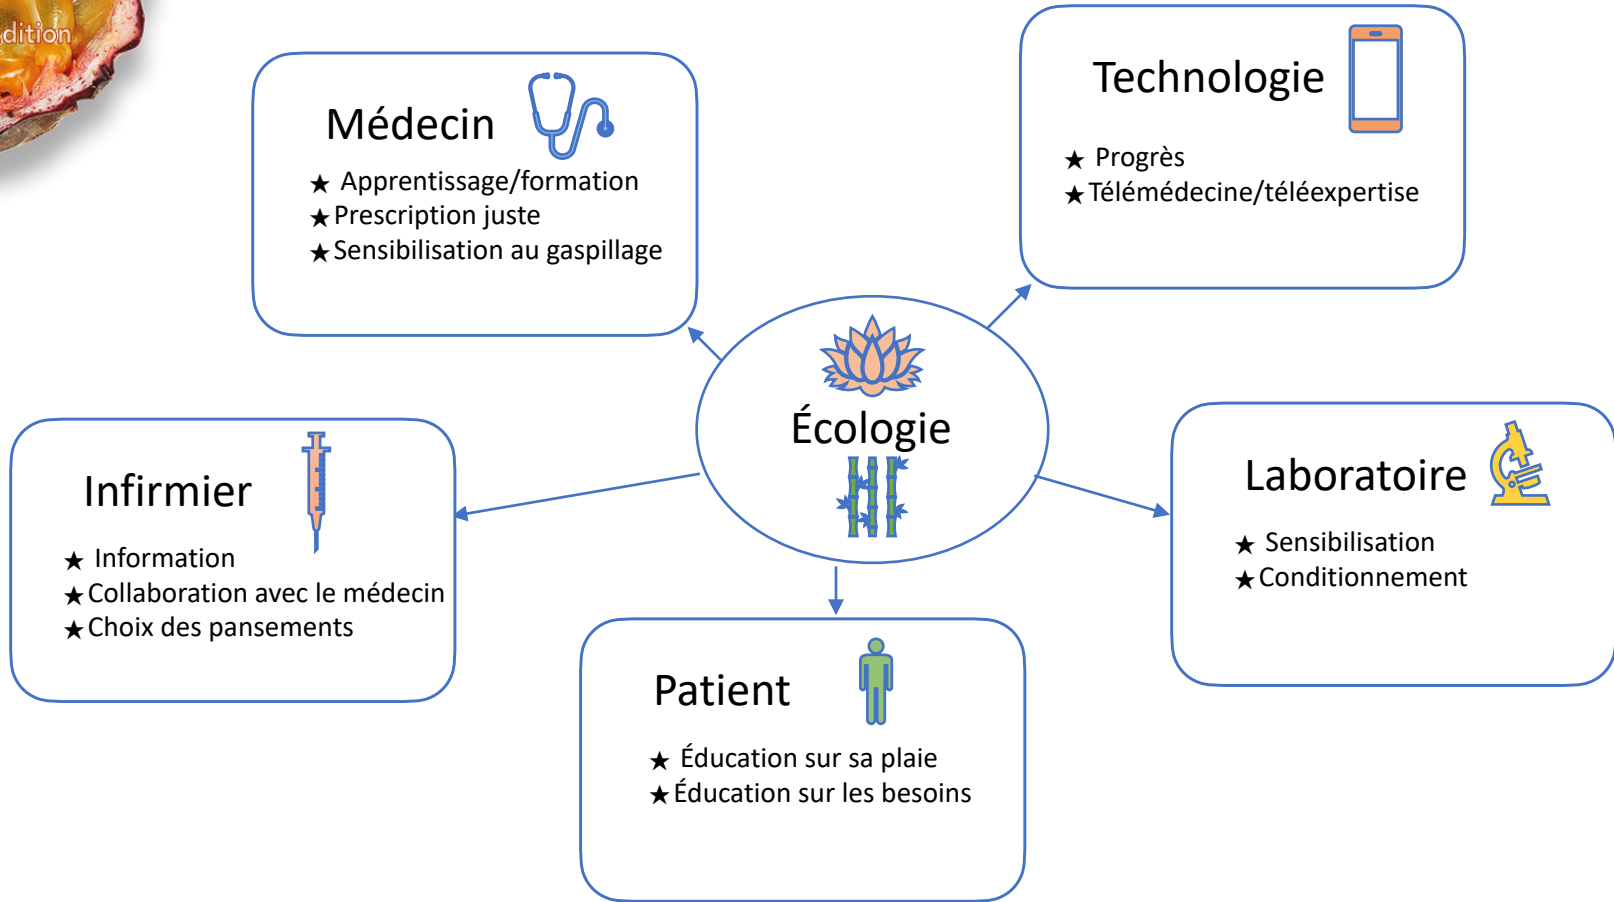 dition
Médecin
★ Apprentissage/formation
★ Prescription juste
★ Sensibilisation au gaspillage
Technologie
★ Progrès
★ Télémédecine/téléexpertise
Écologie
Infirmier
★ Information
★ Collaboration avec le médecin
★ Choix des pansements
Laboratoire
★ Sensibilisation
★ Conditionnement
Patient
★ Éducation sur sa plaie
★ Éducation sur les besoins